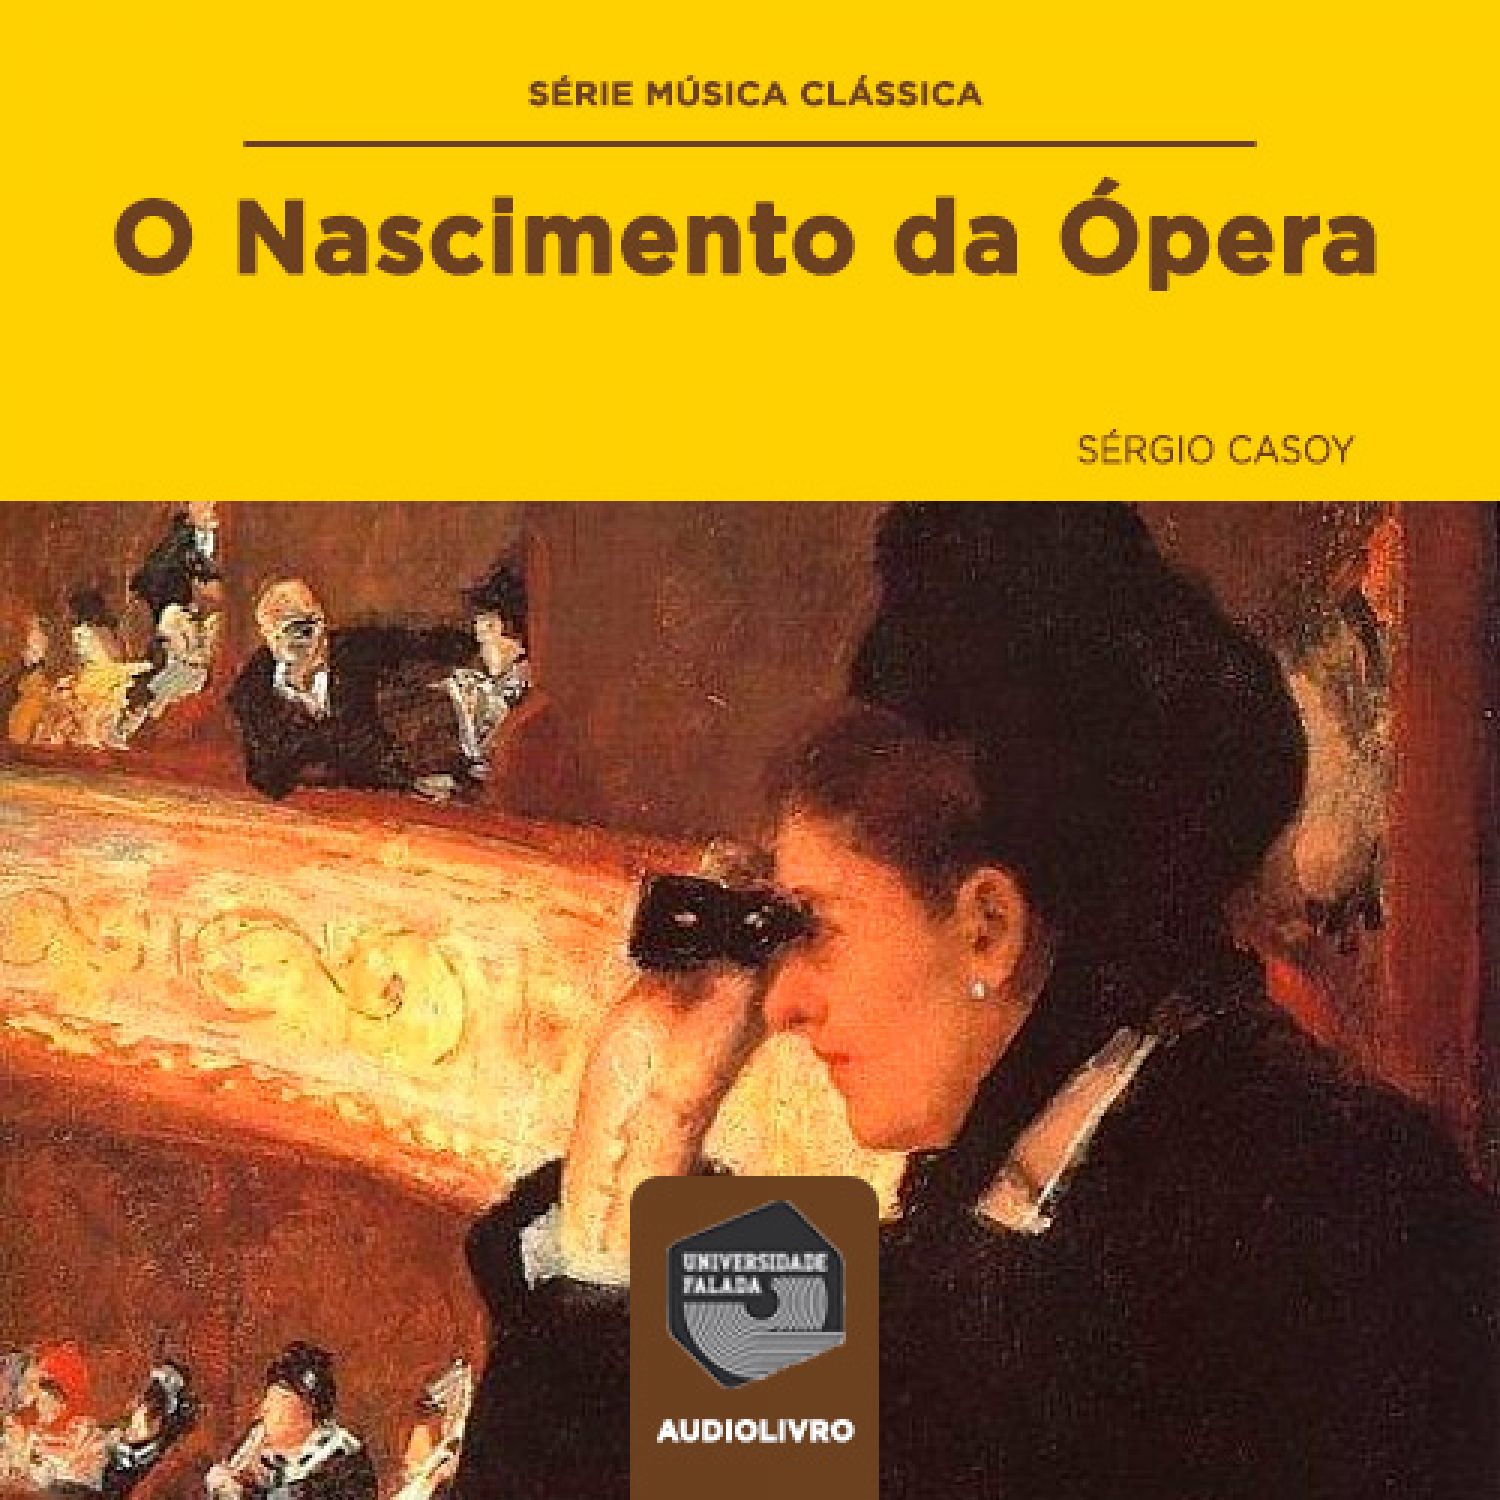 SÉRIE MÚSICA CLÁSSICA
O Nascimento da Ópera
SÉRGIO CASOY
UNIVERSIDADE
FALADA
AUDIOLIVRO